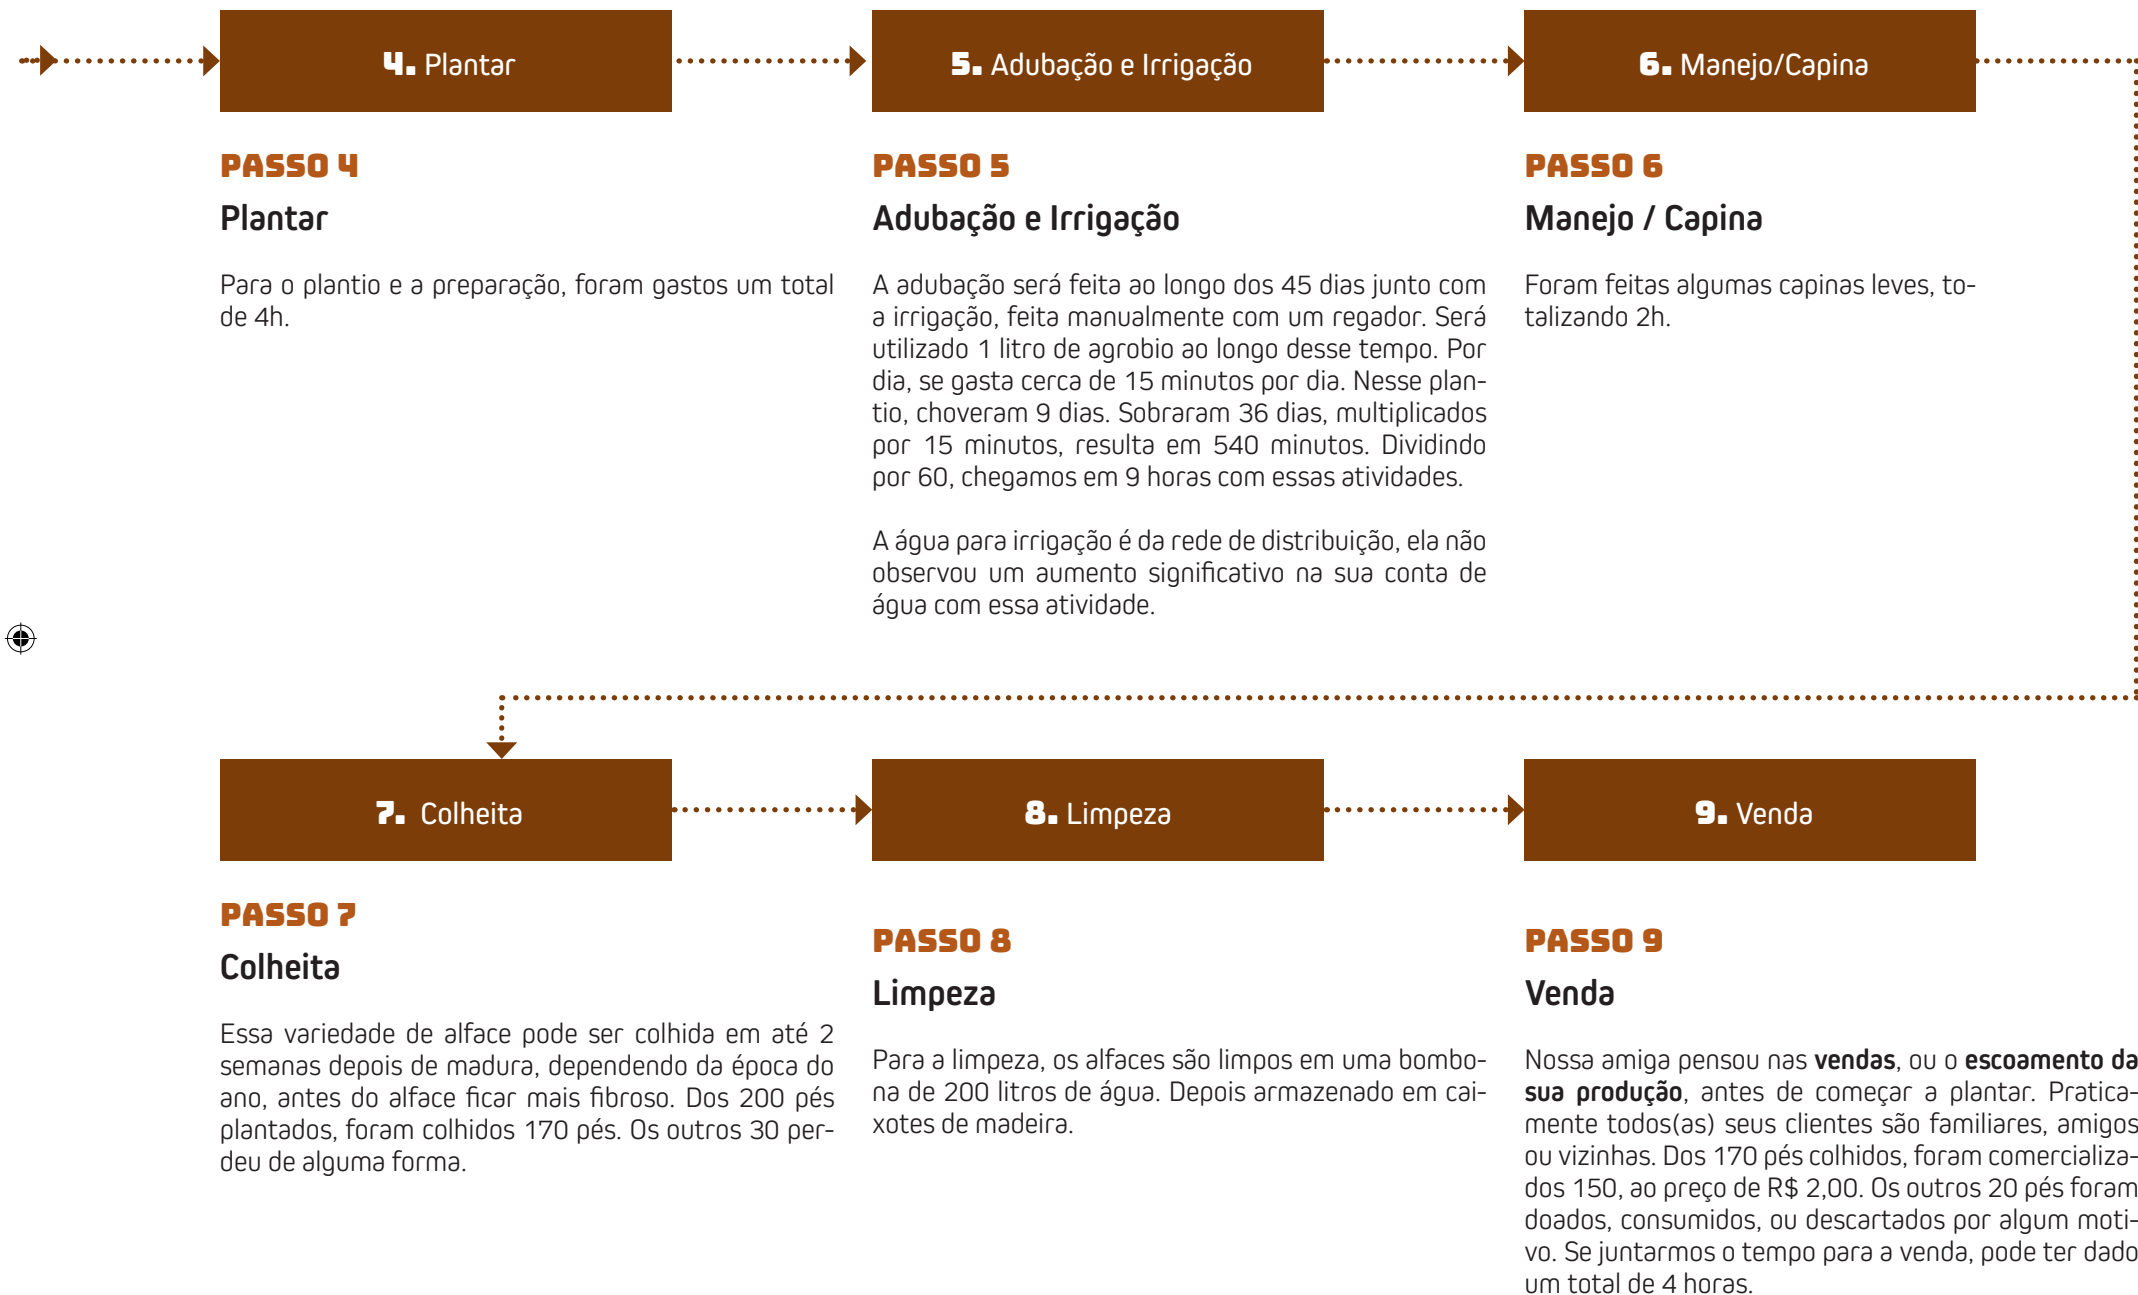 4. Plantar
5. Adubação e Irrigação
6. Manejo/Capina
PASSO 4
Plantar
Para o plantio e a preparação, foram gastos um total
de 4h.
PASSO 5
Adubação e Irrigação
A adubação será feita ao longo dos 45 dias junto com
a irrigação, feita manualmente com um regador. Será
utilizado 1 litro de agrobio ao longo desse tempo. Por
dia, se gasta cerca de 15 minutos por dia. Nesse plan-
tio, choveram 9 dias. Sobraram 36 dias, multiplicados
por 15 minutos, resulta em 540 minutos. Dividindo
por 60, chegamos em 9 horas com essas atividades.
A água para irrigação é da rede de distribuição, ela não
observou um aumento significativo na sua conta de
água com essa atividade.
PASSO 6
Manejo / Capina
Foram feitas algumas capinas leves, to-
talizando 2h.
7. Colheita
8. Limpeza
9. Venda
PASSO 7
Colheita
Essa variedade de alface pode ser colhida em até 2
semanas depois de madura, dependendo da época do
ano, antes do alface ficar mais fibroso. Dos 200 pés
plantados, foram colhidos 170 pés. Os outros 30 per-
deu de alguma forma.
PASSO 8
Limpeza
Para a limpeza, os alfaces são limpos em uma bombo-
na de 200 litros de água. Depois armazenado em cai-
xotes de madeira.
PASSO 9
Venda
Nossa amiga pensou nas vendas, ou o escoamento da
sua produção, antes de começar a plantar. Pratica-
mente todos(as) seus clientes são familiares, amigos
ou vizinhas. Dos 170 pés colhidos, foram comercializa-
dos 150, ao preço de R$ 2,00. Os outros 20 pés foram
doados, consumidos, ou descartados por algum moti-
vo. Se juntarmos o tempo para a venda, pode ter dado
um total de 4 horas.